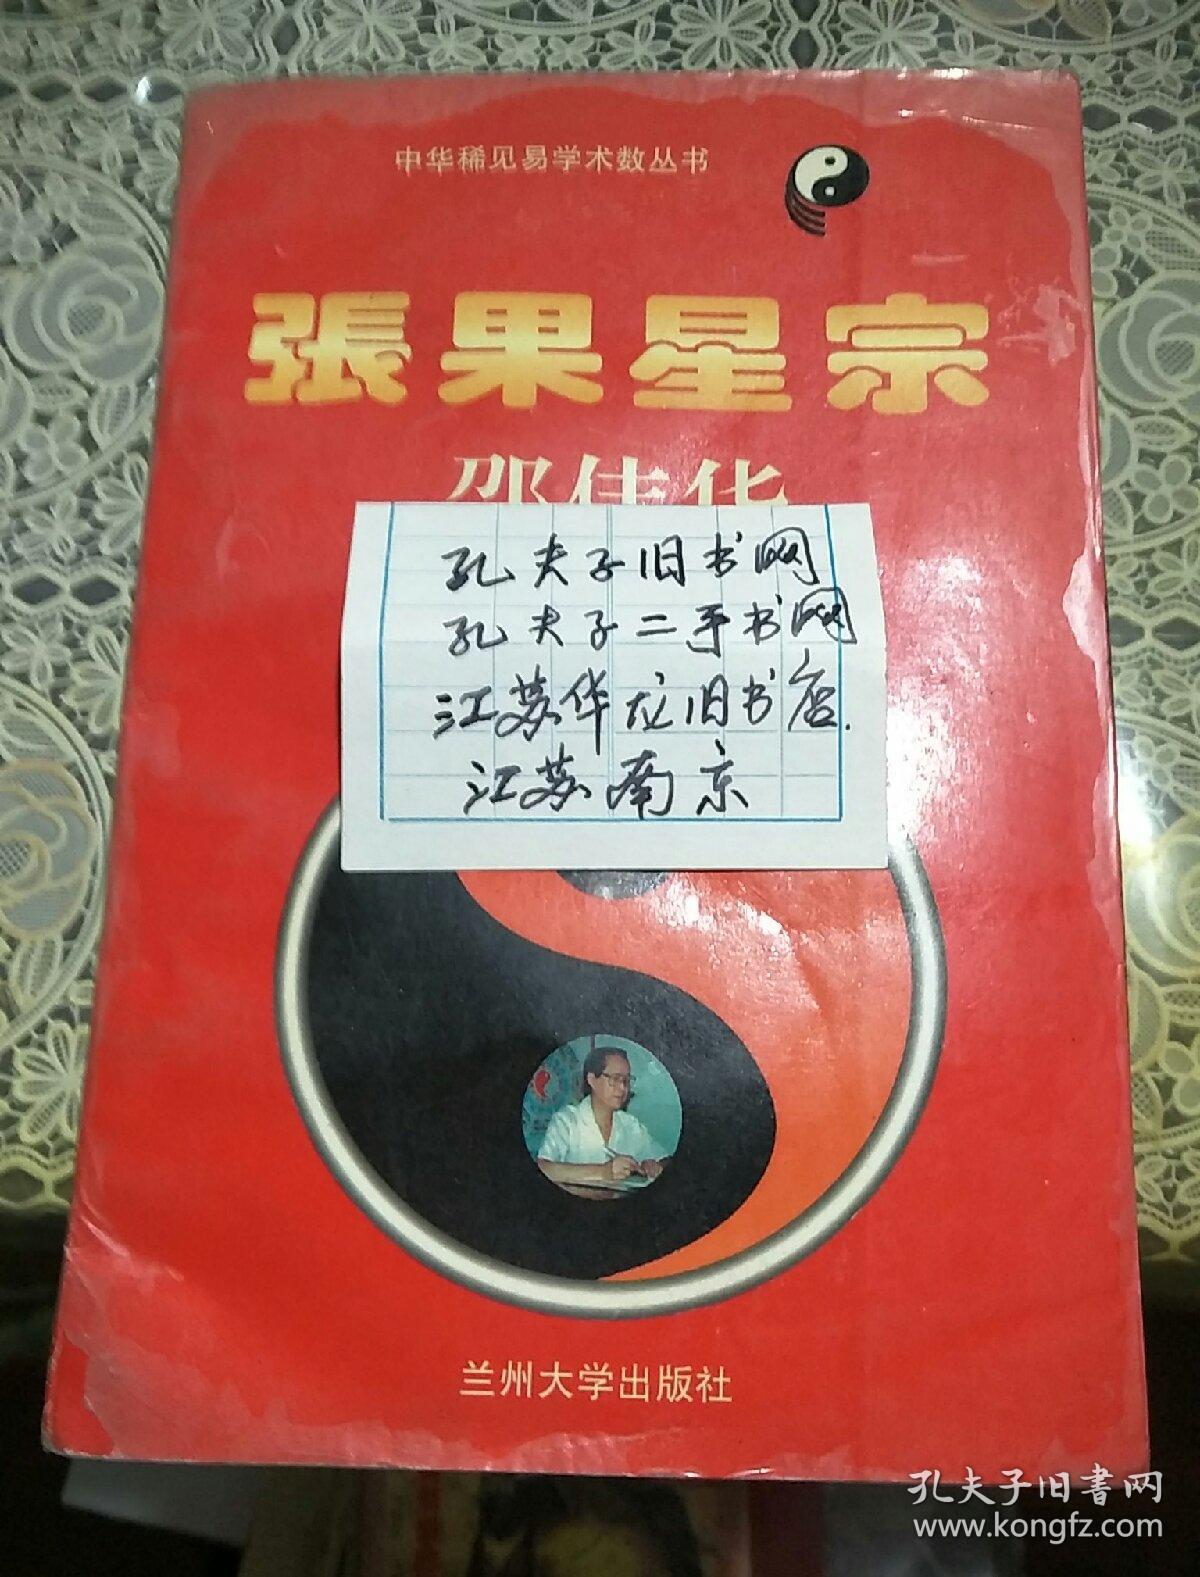 中华稀见易学术数丛书
張果星宗
孔夫子旧书网
孔夫子二手书网
江苏华龙旧书店.
江苏南京
兰州大学出版社
孔夫子旧書网
www.kongfz.com